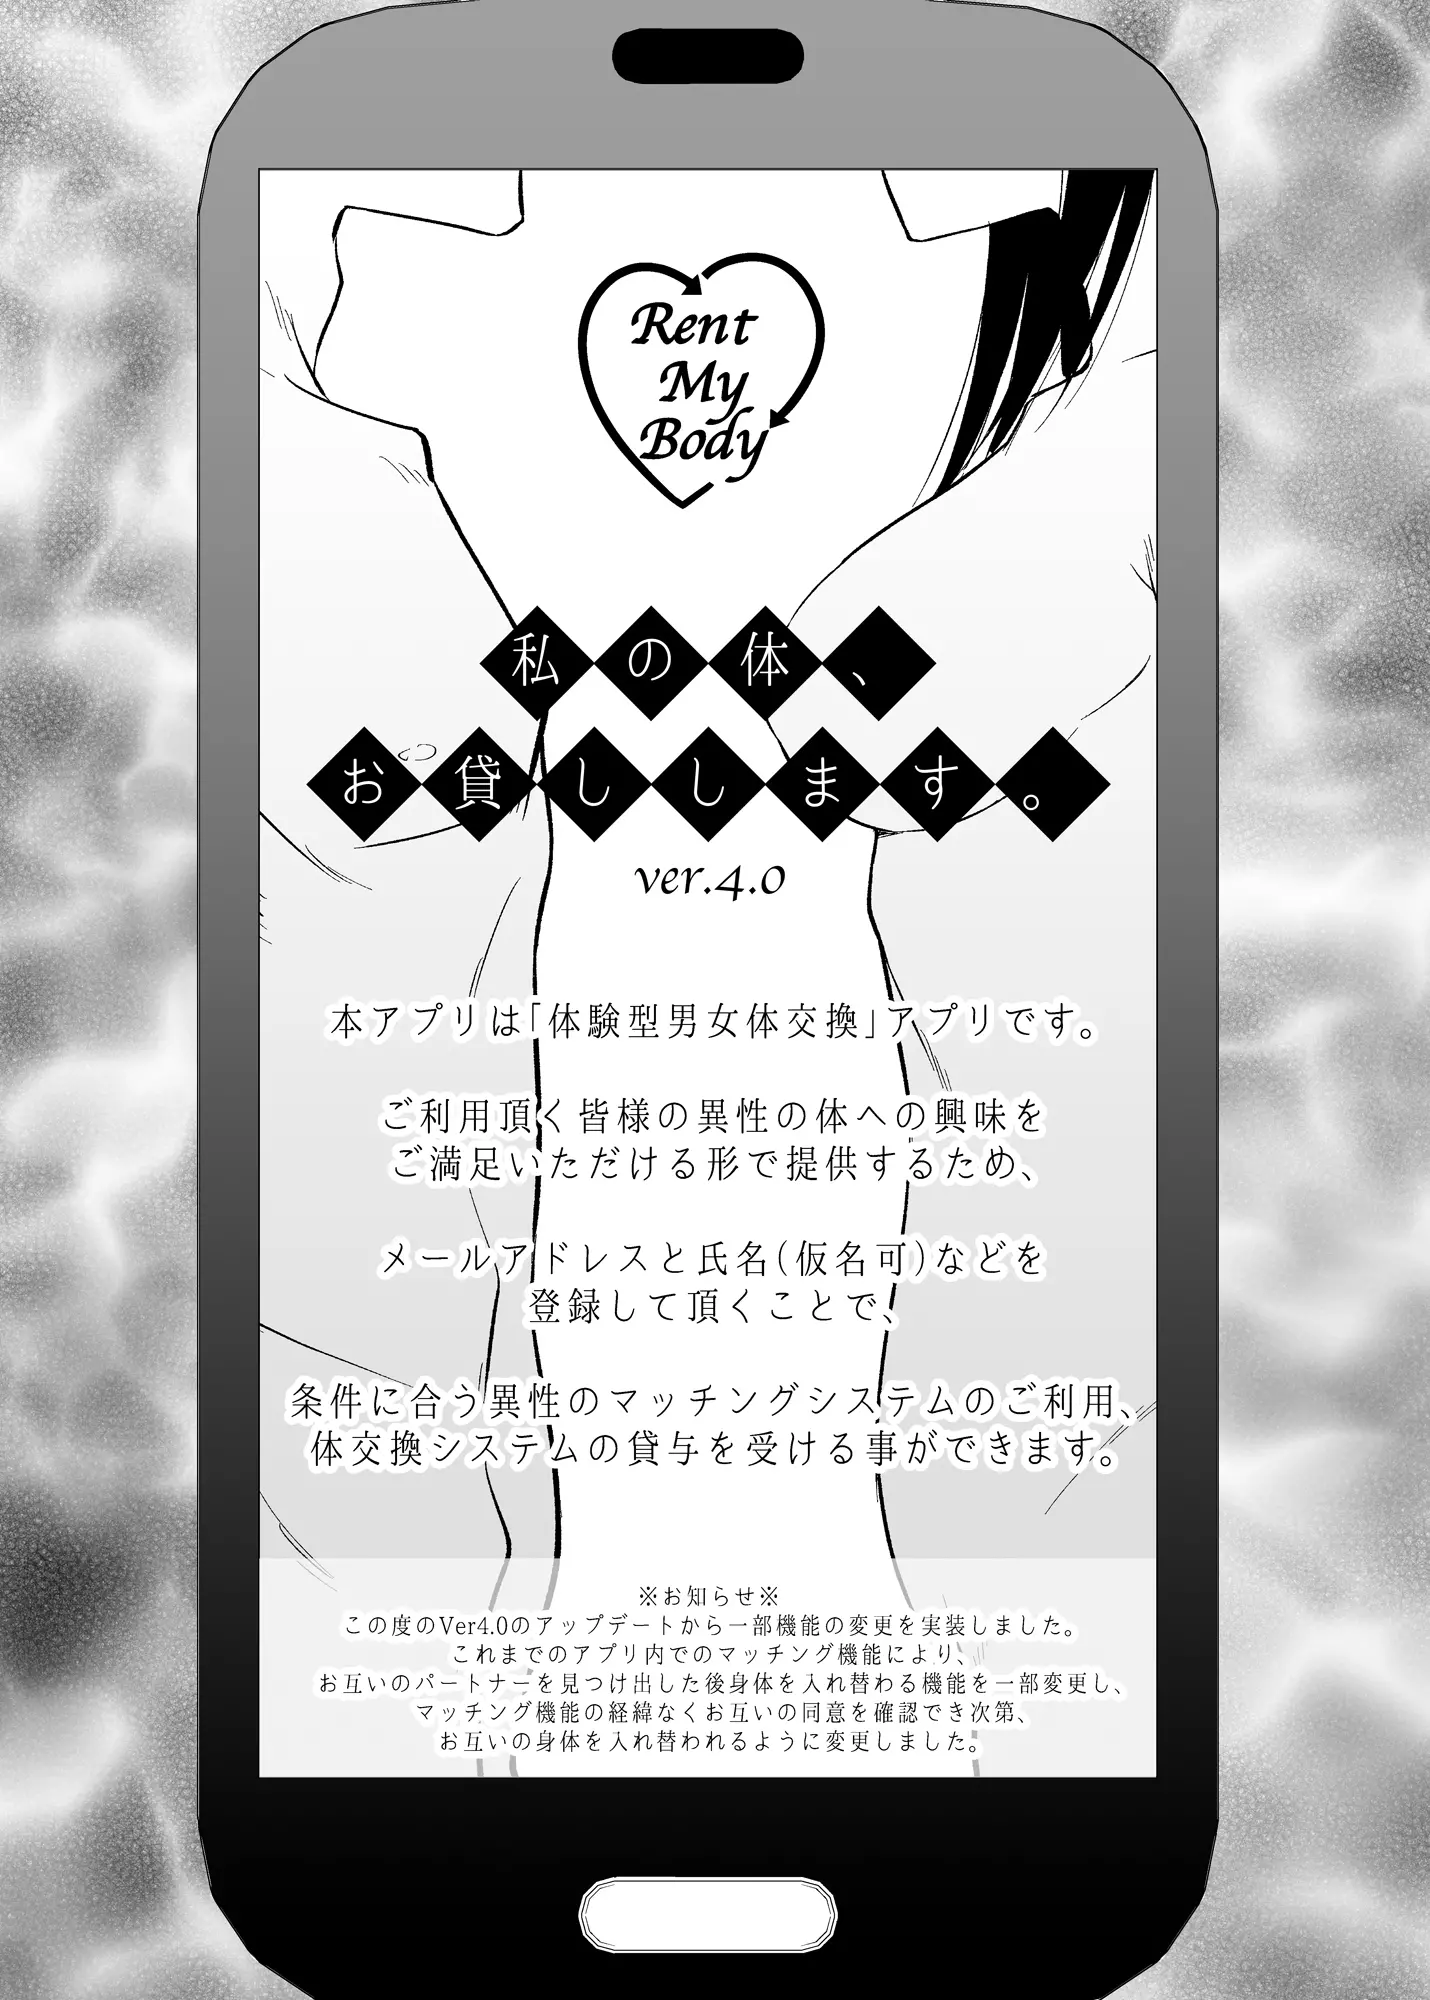 Rent
My
Body
私の体、
お貸しします。
ver.4.0
本アプリは「体験型男女体交換」アプリです。
ご利用頂く皆様の異性の体への興味を
ご満足いただける形で提供するため、
メールアドレスと氏名(仮名可)などを
登録して頂くことで、
条件に合う異性のマッチングシステムのご利用、
体交換システムの貸与を受ける事ができます。
※お知らせ※
この度のVer4.0のアップデートから一部機能の変更を実装しました。
これまでのアプリ内でのマッチング機能により、
お互いのパートナーを見つけ出した後身体を入れ替わる機能を一部変更し、
マッチング機能の経緯なくお互いの同意を確認でき次第、
お互いの身体を入れ替われるように変更しました。